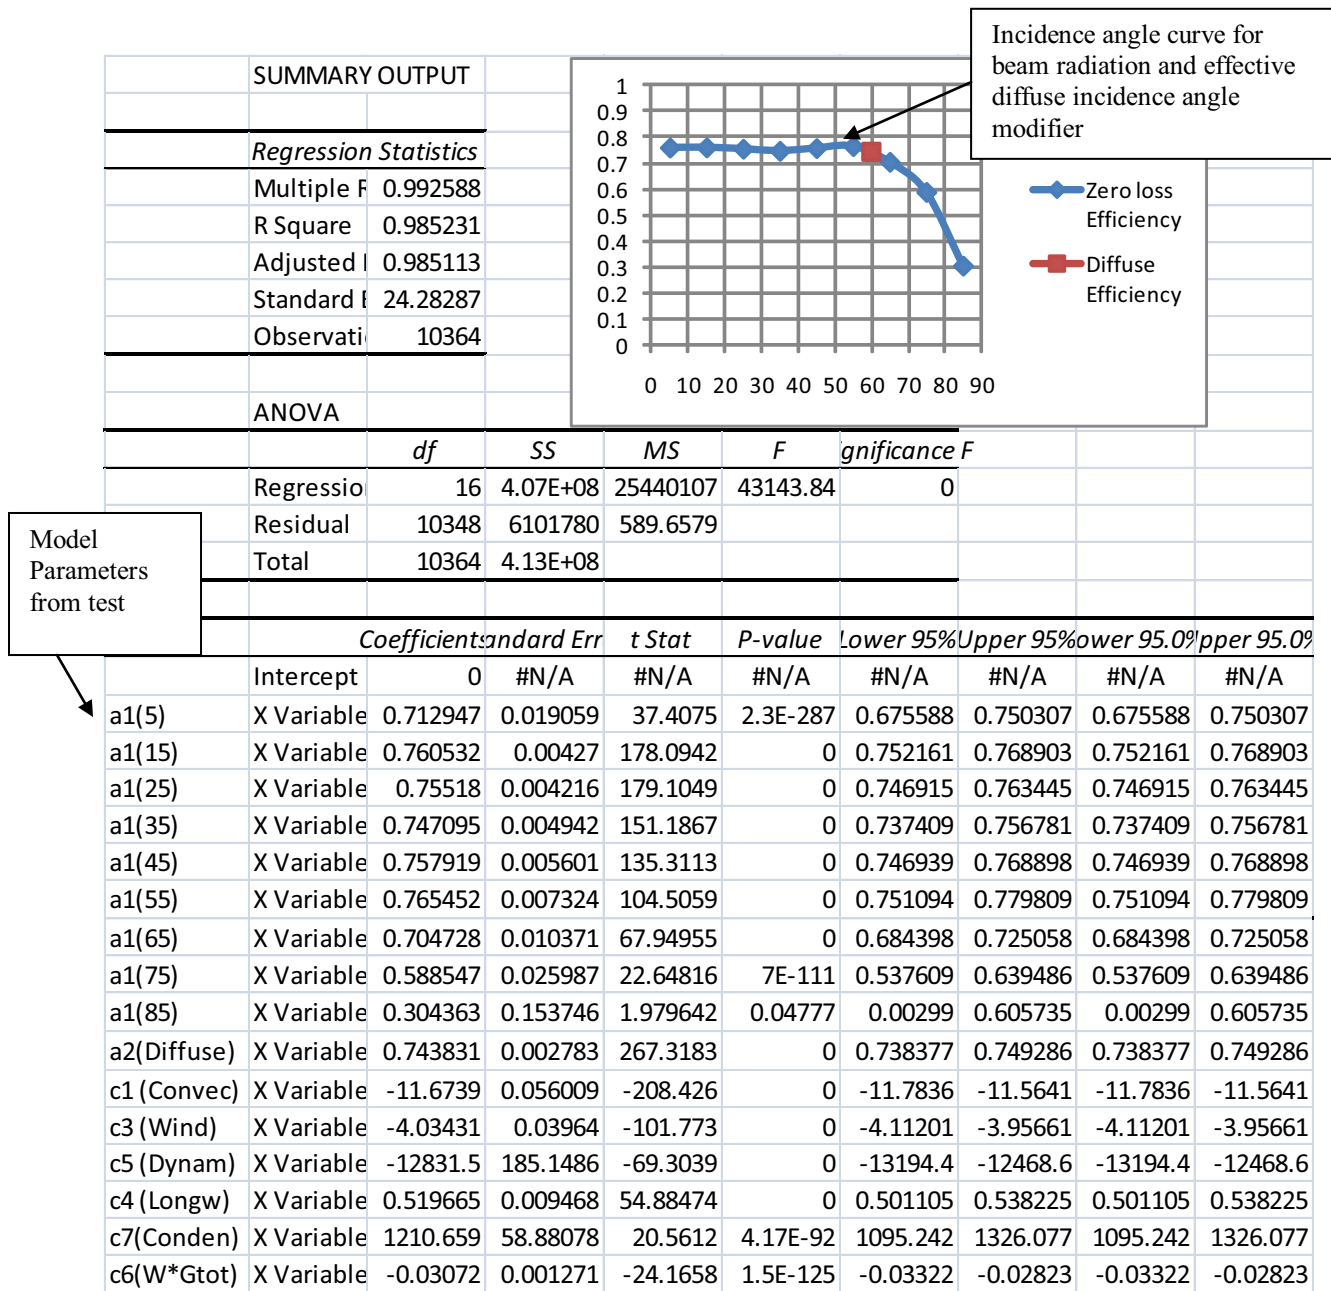 Incidence angle curve for
beam radiation and effective
diffuse incidence angle
modifier
SUMMARY OUTPUT
Regression Statistics
Multiple R 0.992588
R Square 0.985231
Adjusted 0.985113
Standard E 24.28287
Observati 10364
1
0.9
0.8
0.7
0.6
0.5
0.4
0.3
0.2
0.1
0
0 10 20 30 40 50 60 70 80 90
Zero loss
Efficiency
Diffuse
Efficiency
ANOVA
df SS MS F gnificance F
Regressio 16 4.07E+08 25440107 43143.84 0
Residual 10348 6101780 589.6579
Total 10364 4.13E+08
Model
Parameters
from test
Coefficients andard Err t Stat P-value Lower 95% Upper 95% ower 95.0% pper 95.0%
Intercept 0 #N/A #N/A #N/A #N/A #N/A #N/A #N/A
a1(5) X Variable 0.712947 0.019059 37.4075 2.3E-287 0.675588 0.750307 0.675588 0.750307
a1(15) X Variable 0.760532 0.00427 178.0942 0 0.752161 0.768903 0.752161 0.768903
a1(25) X Variable 0.75518 0.004216 179.1049 0 0.746915 0.763445 0.746915 0.763445
a1(35) X Variable 0.747095 0.004942 151.1867 0 0.737409 0.756781 0.737409 0.756781
a1(45) X Variable 0.757919 0.005601 135.3113 0 0.746939 0.768898 0.746939 0.768898
a1(55) X Variable 0.765452 0.007324 104.5059 0 0.751094 0.779809 0.751094 0.779809
a1(65) X Variable 0.704728 0.010371 67.94955 0 0.684398 0.725058 0.684398 0.725058
a1(75) X Variable 0.588547 0.025987 22.64816 7E-111 0.537609 0.639486 0.537609 0.639486
a1(85) X Variable 0.304363 0.153746 1.979642 0.04777 0.00299 0.605735 0.00299 0.605735
a2(Diffuse) X Variable 0.743831 0.002783 267.3183 0 0.738377 0.749286 0.738377 0.749286
c1 (Convec) X Variable -11.6739 0.056009 -208.426 0 -11.7836 -11.5641 -11.7836 -11.5641
c3 (Wind) X Variable -4.03431 0.03964 -101.773 0 -4.11201 -3.95661 -4.11201 -3.95661
c5 (Dynam) X Variable -12831.5 185.1486 -69.3039 0 -13194.4 -12468.6 -13194.4 -12468.6
c4 (Longw) X Variable 0.519665 0.009468 54.88474 0 0.501105 0.538225 0.501105 0.538225
c7(Conden) X Variable 1210.659 58.88078 20.5612 4.17E-92 1095.242 1326.077 1095.242 1326.077
c6(W*Gtot) X Variable -0.03072 0.001271 -24.1658 1.5E-125 -0.03322 -0.02823 -0.03322 -0.02823